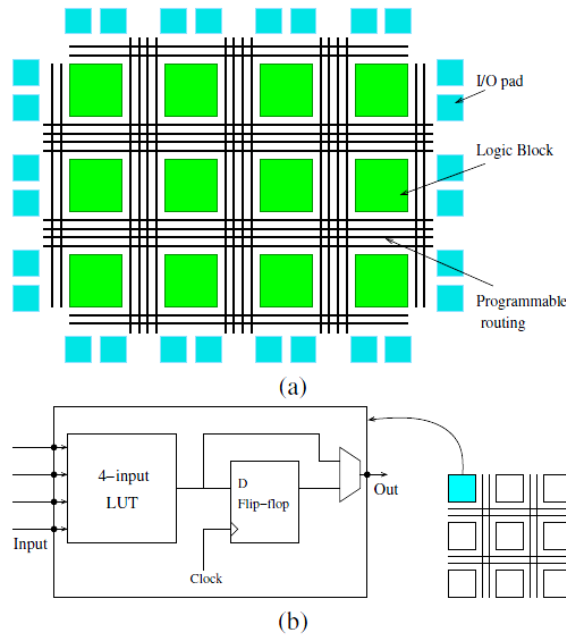 I/O pad
Logic Block
Programmable
routing
(a)
4-input
LUT
D
Flip-flop
Out
Input
Clock
(b)